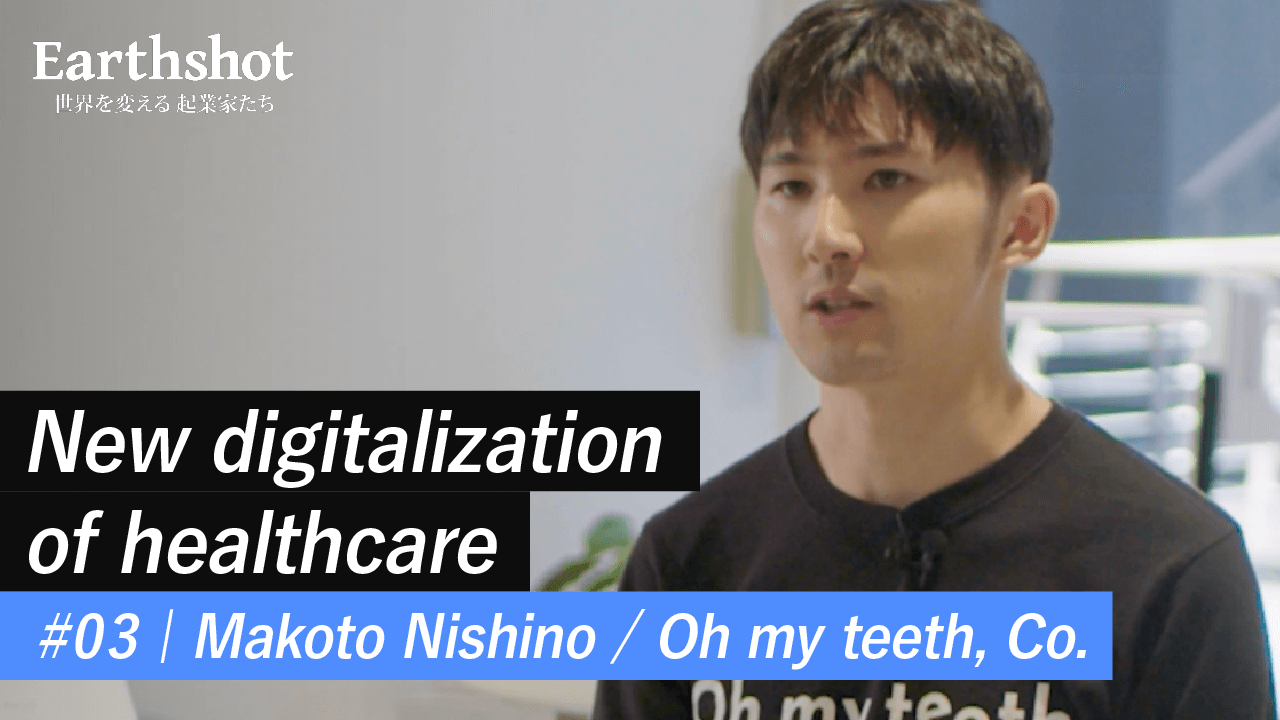 Earthshot
世界を変える 起業家たち
New digitalization
of healthcare
#03 | Makoto Nishino / Oh my teeth, Co.
Oh my teeth